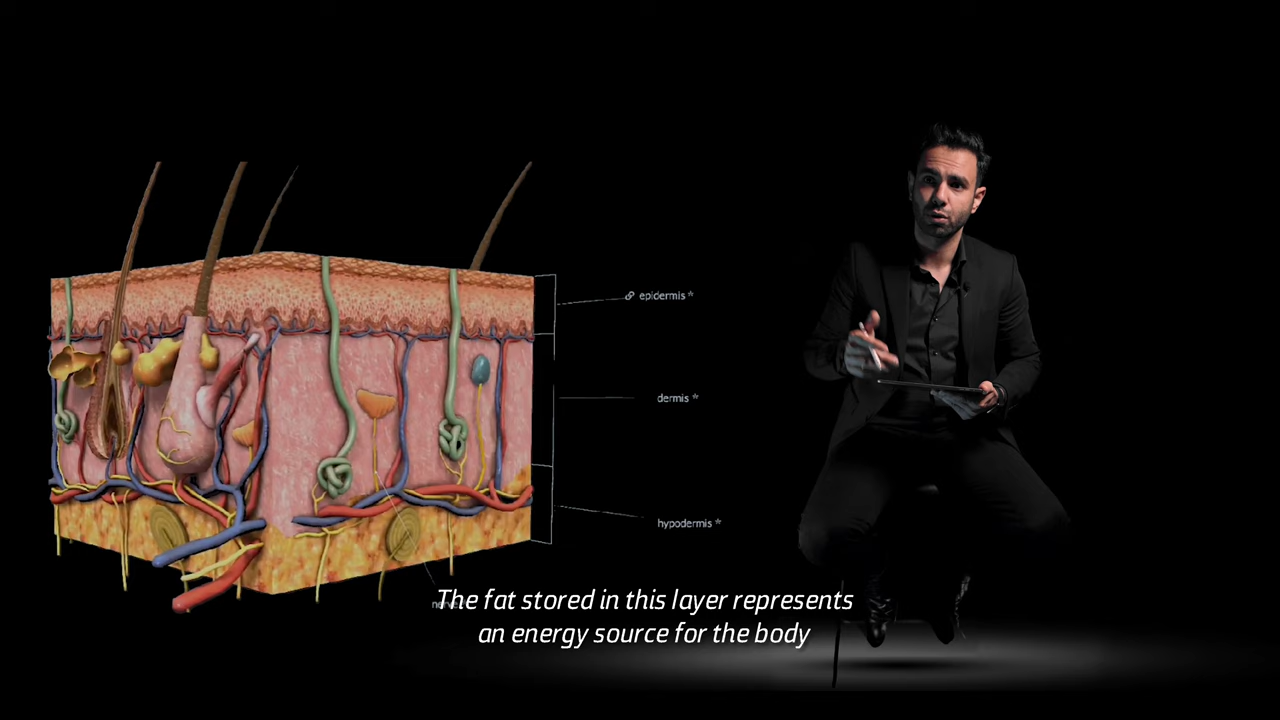 epidermis *
dermis *
hypodermis *
The fat stored in this layer represents
an energy source for the body